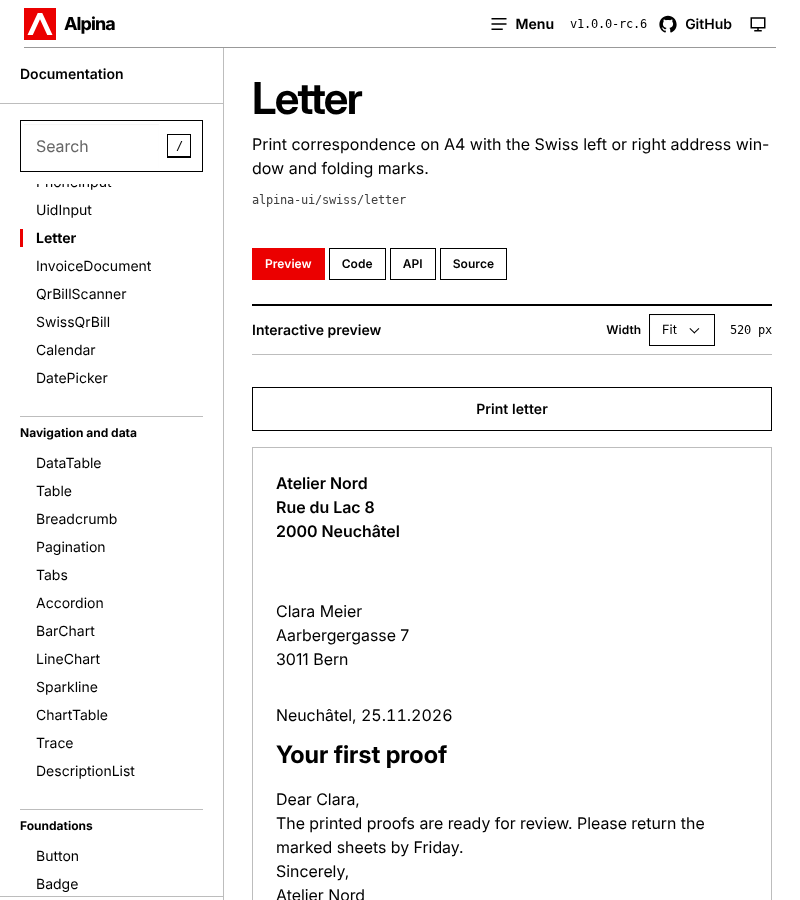 Alpina
Menu
v1.0.0-rc.6
GitHub
Documentation
Search
/
PhoneInput
UidInput
Letter
InvoiceDocument
QrBillScanner
SwissQrBill
Calendar
DatePicker
Navigation and data
DataTable
Table
Breadcrumb
Pagination
Tabs
Accordion
BarChart
LineChart
Sparkline
ChartTable
Trace
DescriptionList
Foundations
Button
Badge
Letter
Print correspondence on A4 with the Swiss left or right address win-
dow and folding marks.
alpina-ui/swiss/letter
Preview
Code
API
Source
Interactive preview
Width
Fit
520 px
Print letter
Atelier Nord
Rue du Lac 8
2000 Neuchâtel
Clara Meier
Aarbergergasse 7
3011 Bern
Neuchâtel, 25.11.2026
Your first proof
Dear Clara,
The printed proofs are ready for review. Please return the
marked sheets by Friday.
Sincerely,
Atelier Nord